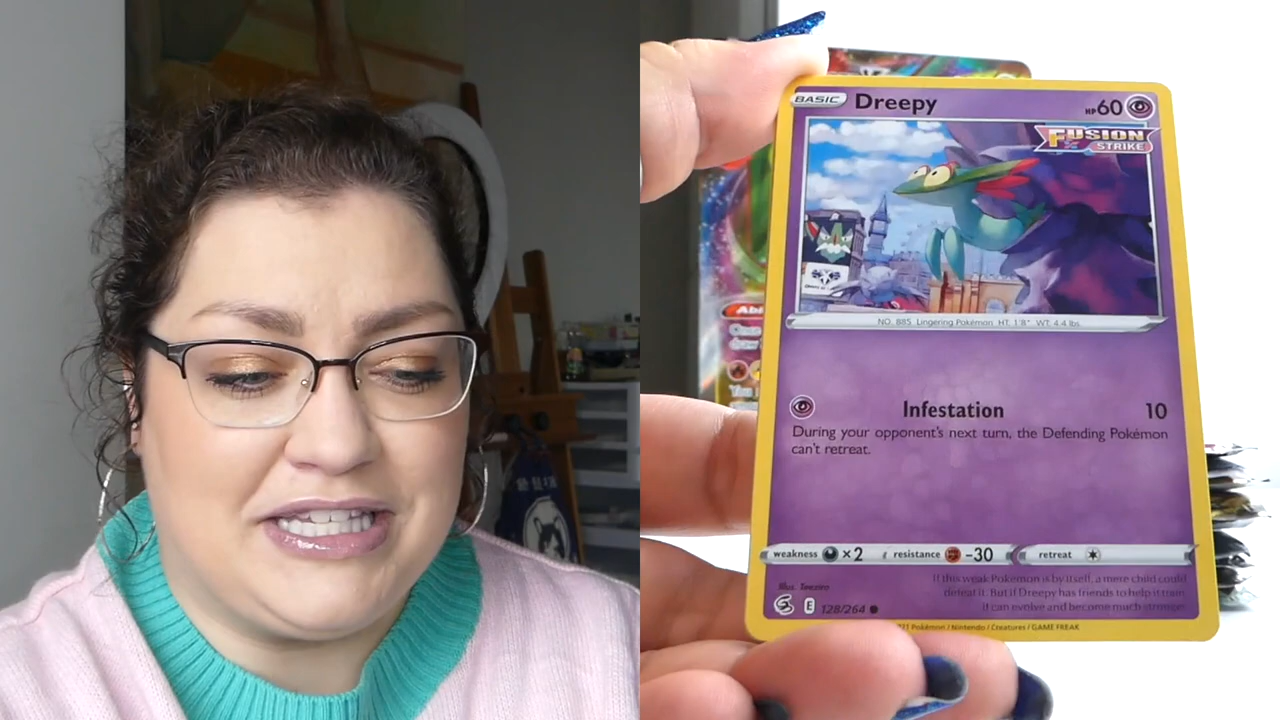 BASIC Dreepy HP60
FUSION
STRIKE
NO. 885 Lingering Pokémon HT: 1'8" WT: 4.4 lbs.
Infestation 10
During your opponent's next turn, the Defending Pokémon
can't retreat.
weakness ×2 resistance -30 retreat
If this weak Pokémon is by itself, a mere child could
Illus. Teeziro
defeat it. But if Dreepy has friends to help it train,
E 128/264
it can evolve and become much stronger.
Pokémon / Nintendo / Creatures / GAME FREAK